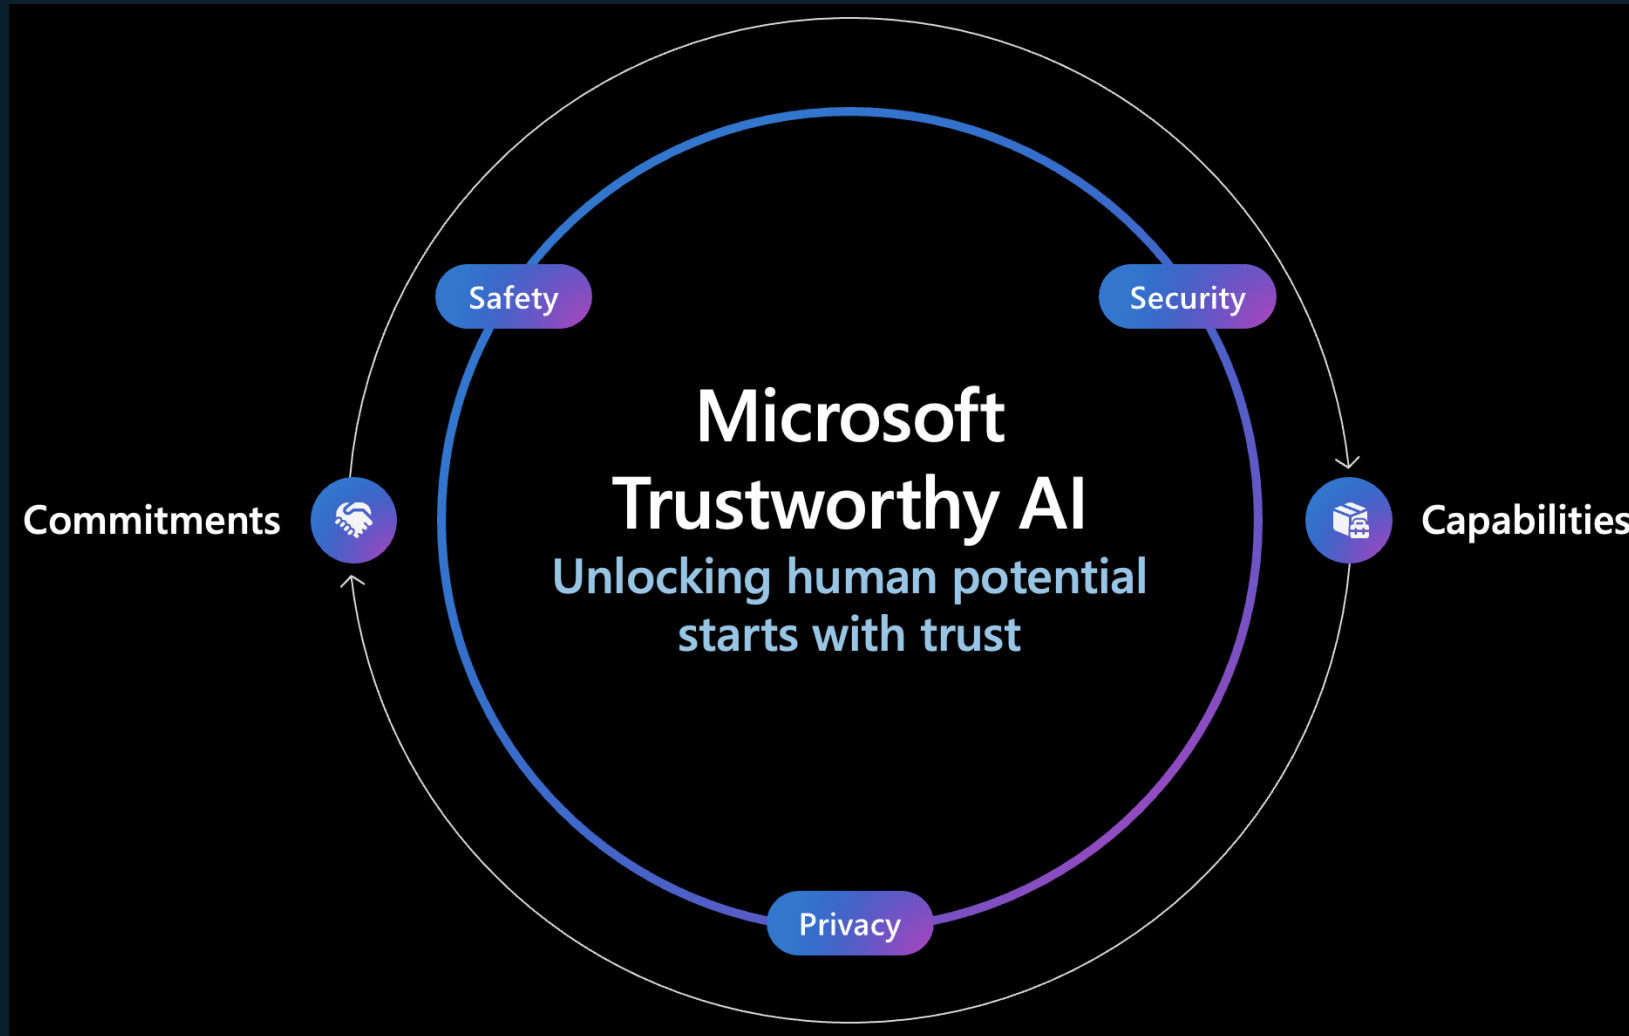 Safety
Security
Microsoft
Trustworthy AI
Unlocking human potential
starts with trust
Commitments
Capabilities
Privacy